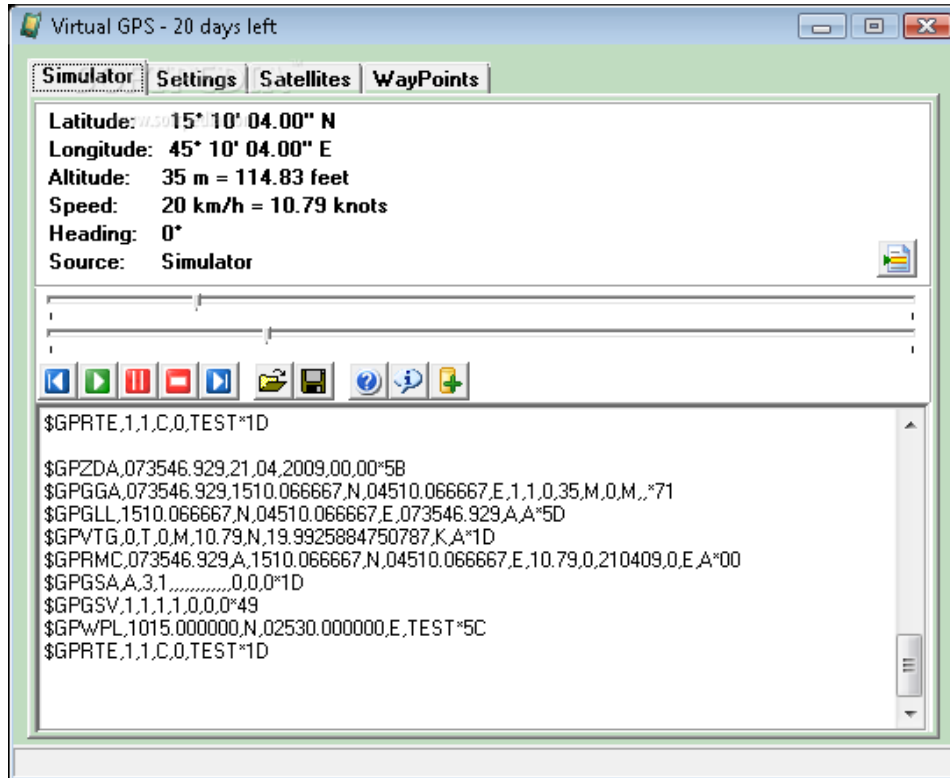 Virtual GPS - 20 days left
Simulator Settings Satellites WayPoints
Latitude: 15* 10' 04.00" N
Longitude: 45* 10' 04.00" E
Altitude: 35 m = 114.83 feet
Speed: 20 km/h = 10.79 knots
Heading: 0*
Source: Simulator
$GPRTE,1,1,C,0,TEST*1D
$GPZDA,073546.929,21,04,2009,00,00*5B
$GPGGA,073546.929,1510.066667,N,04510.066667,E,1,1,0,35,M,0,M,,*71
$GPGLL,1510.066667,N,04510.066667,E,073546.929,A,A*5D
$GPVTG,0,T,0,M,10.79,N,19.9925884750787,K,A*1D
$GPRMC,073546.929,A,1510.066667,N,04510.066667,E,10.79,0,210409,0,E,A*00
$GPGSA,A,3,1,,,,,,,,,,,,0,0,0*1D
$GPGSV,1,1,1,1,0,0,0*49
$GPWPL,1015.000000,N,02530.000000,E,TEST*5C
$GPRTE,1,1,C,0,TEST*1D